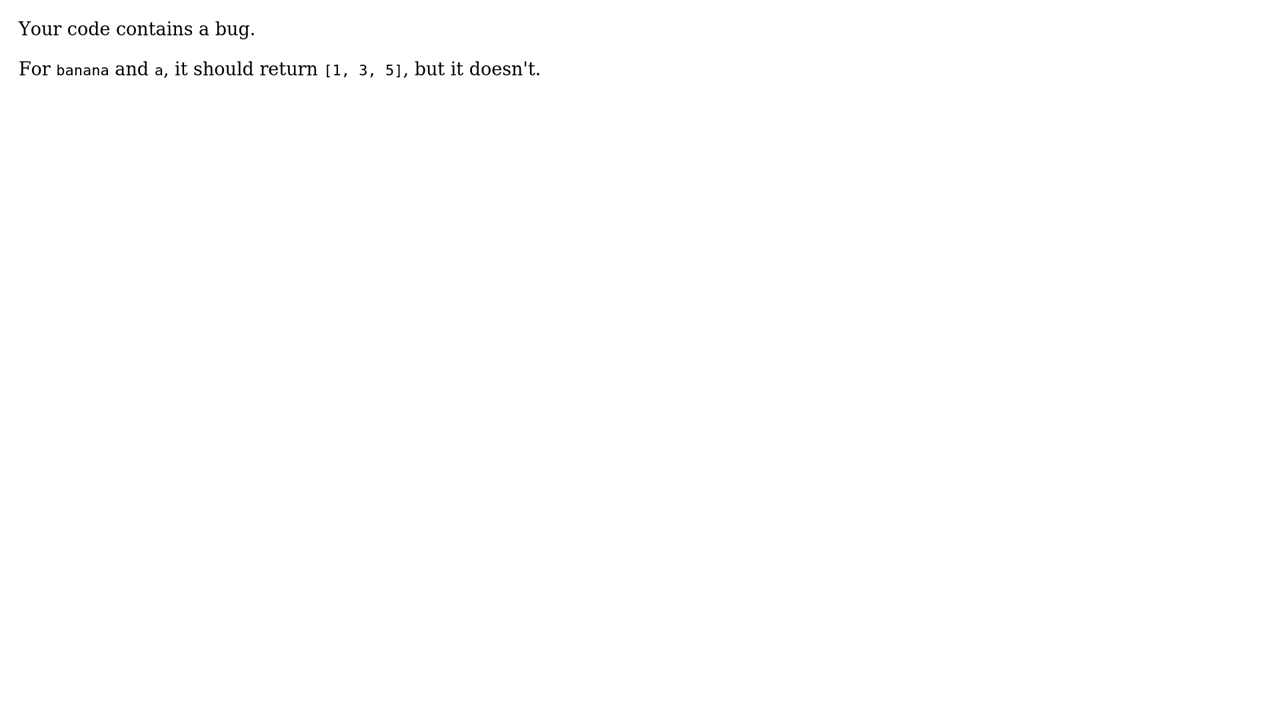 Your code contains a bug.
For banana and a, it should return [1, 3, 5], but it doesn't.